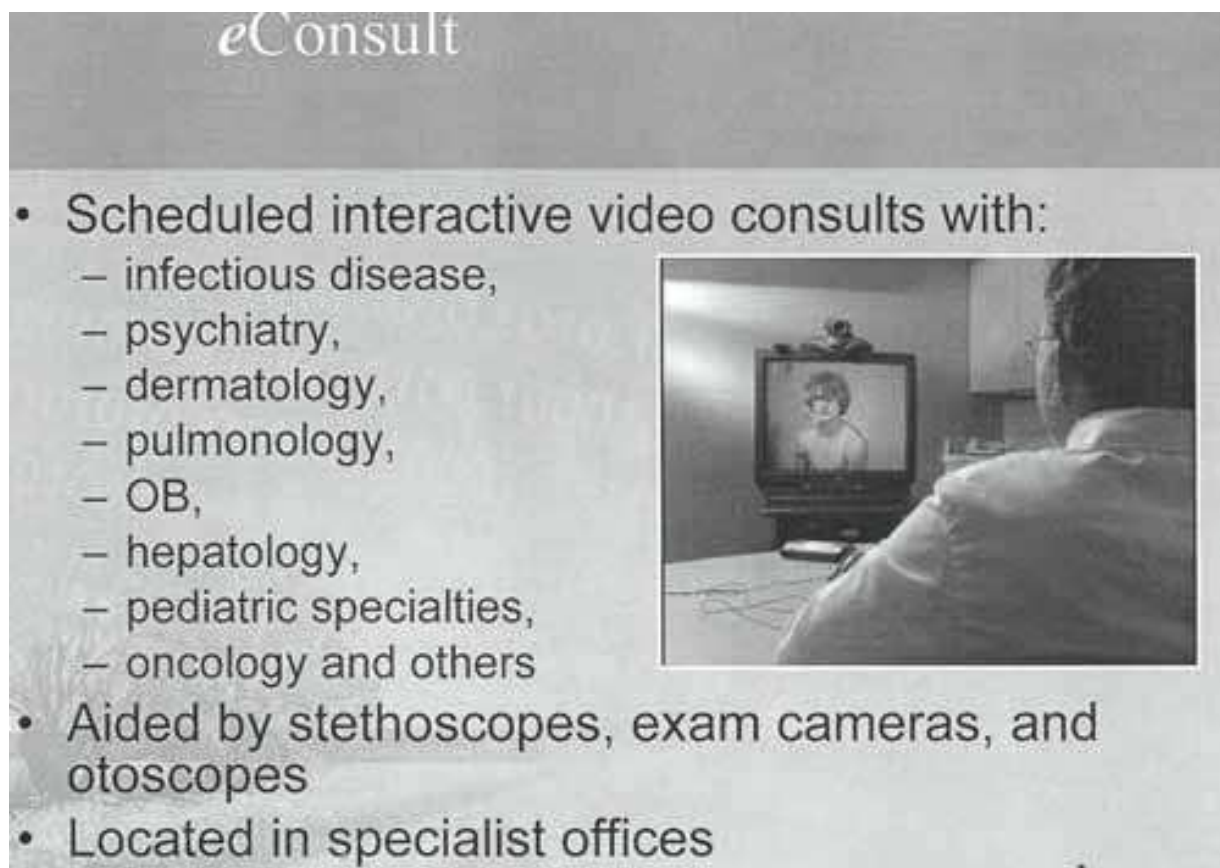 eConsult
• Scheduled interactive video consults with:
– infectious disease,
– psychiatry,
– dermatology,
– pulmonology,
– OB,
– hepatology,
– pediatric specialties,
– oncology and others
• Aided by stethoscopes, exam cameras, and
otoscopes
• Located in specialist offices